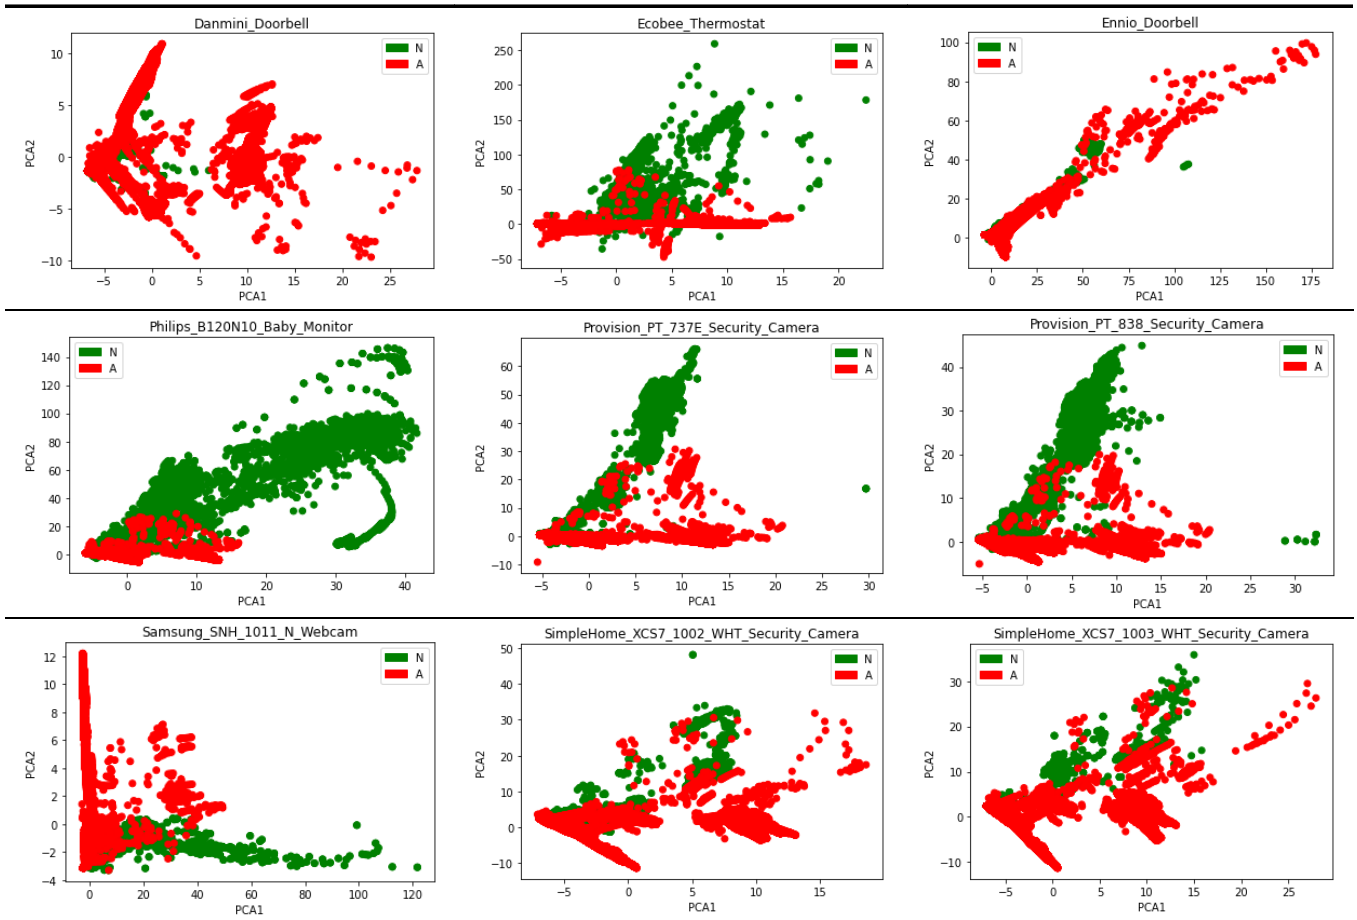 Danmini_Doorbell
N
A
10
5
0
−5
−10
PCA2
−5 0 5 10 15 20 25
PCA1
Ecobee_Thermostat
N
A
250
200
150
100
50
0
−50
PCA2
−5 0 5 10 15 20
PCA1
Ennio_Doorbell
N
A
100
80
60
40
20
0
PCA2
0 25 50 75 100 125 150 175
PCA1
Philips_B120N10_Baby_Monitor
N
A
140
120
100
80
60
40
20
0
PCA2
0 10 20 30 40
PCA1
Provision_PT_737E_Security_Camera
N
A
60
50
40
30
20
10
0
−10
PCA2
−5 0 5 10 15 20 25 30
PCA1
Provision_PT_838_Security_Camera
N
A
40
30
20
10
0
PCA2
−5 0 5 10 15 20 25 30
PCA1
Samsung_SNH_1011_N_Webcam
N
A
12
10
8
6
4
2
0
−2
−4
PCA2
0 20 40 60 80 100 120
PCA1
SimpleHome_XCS7_1002_WHT_Security_Camera
N
A
50
40
30
20
10
0
−10
PCA2
−5 0 5 10 15
PCA1
SimpleHome_XCS7_1003_WHT_Security_Camera
N
A
30
20
10
0
−10
PCA2
−5 0 5 10 15 20 25
PCA1